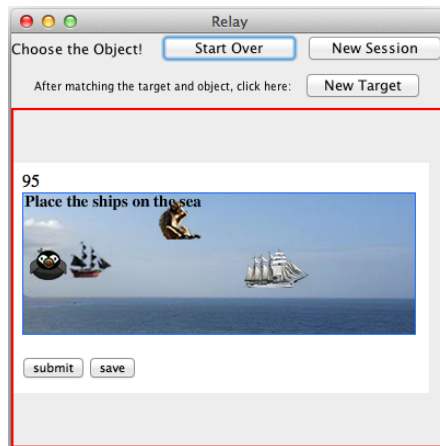 Relay
Choose the Object! Start Over New Session
After matching the target and object, click here: New Target
95
Place the ships on the sea
submit save